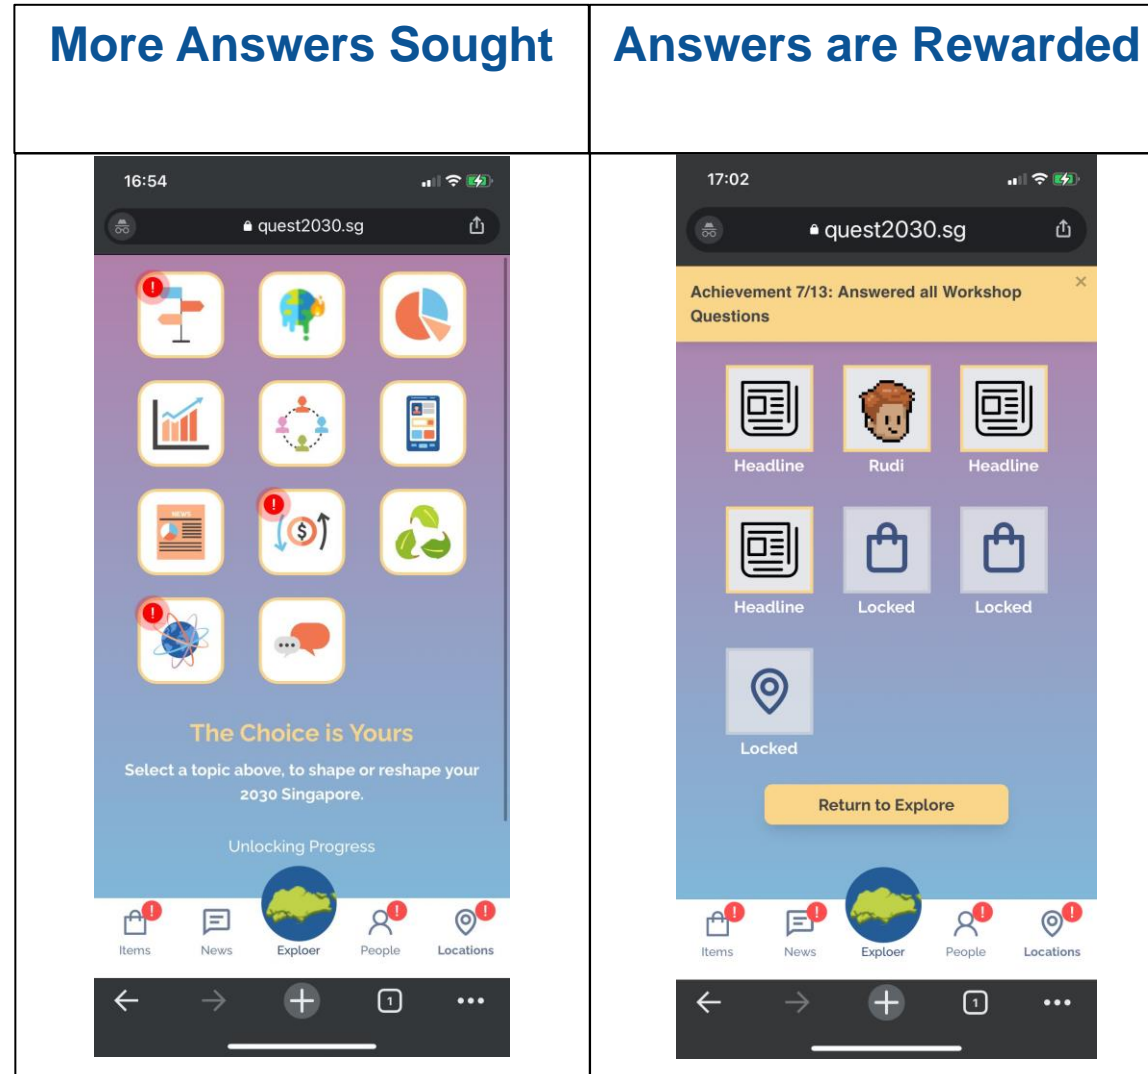 More Answers Sought
Answers are Rewarded
16:54
quest2030.sg
!
NEWS
$
!
!
The Choice is Yours
Select a topic above, to shape or reshape your
2030 Singapore.
Unlocking Progress
! ! !
Items News Exploer People Locations
1
17:02
quest2030.sg
Achievement 7/13: Answered all Workshop
Questions
×
Headline Rudi Headline
Headline Locked Locked
Locked
Return to Explore
! ! ! !
Items News Exploer People Locations
1